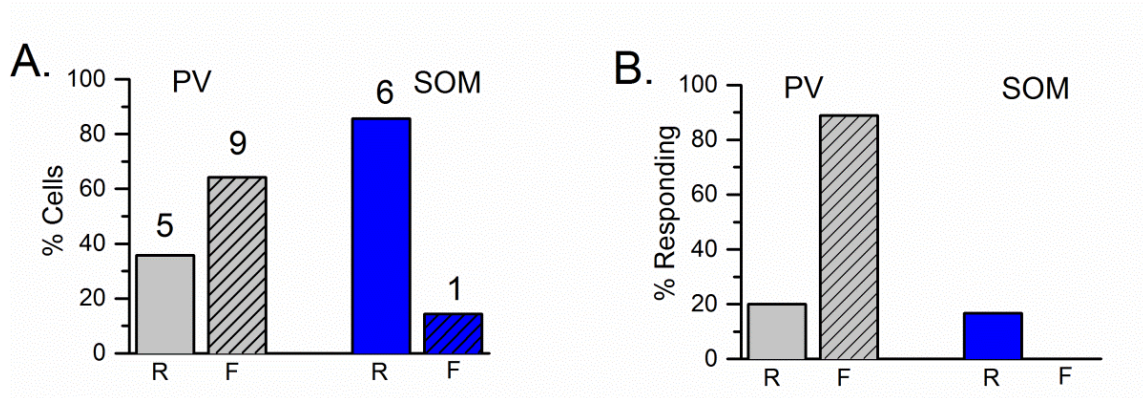 A.
PV
SOM
% Cells
100
80
60
40
20
0
5
9
6
1
R F R F
B.
PV
SOM
% Responding
100
80
60
40
20
0
R F R F